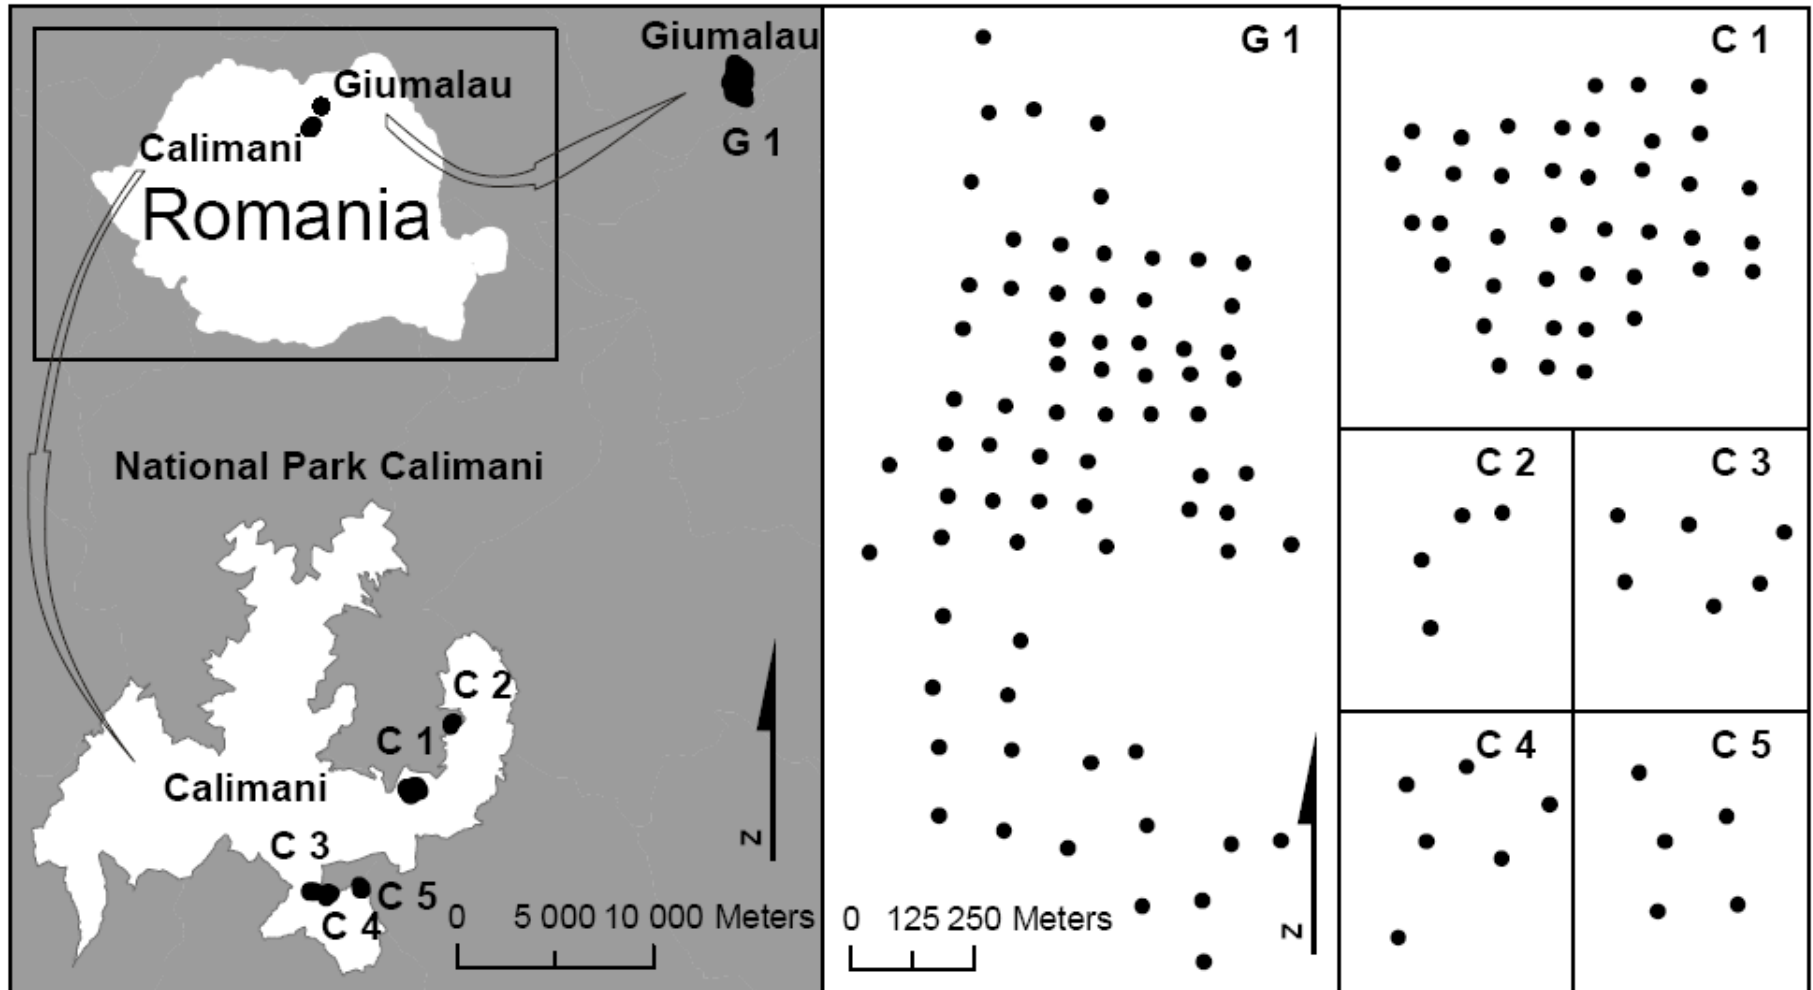 Giumalau
G 1
Giumalau
Calimani
Romania
National Park Calimani
C 2
C 1
Calimani
C 3
C 5
C 4
0 5 000 10 000 Meters
z
G 1
0 125 250 Meters
z
C 1
C 2
C 3
C 4
C 5